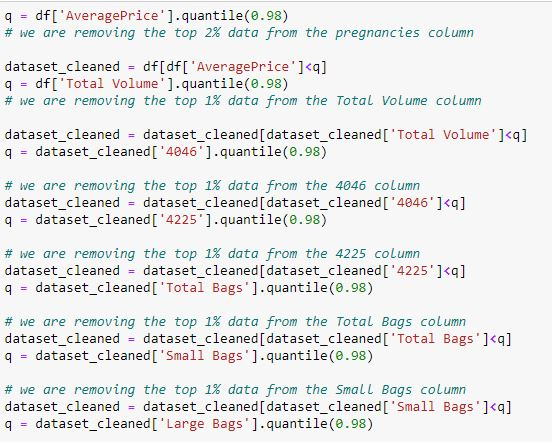 q = df['AveragePrice'].quantile(0.98)
# we are removing the top 2% data from the pregnancies column
dataset_cleaned = df[df['AveragePrice']<q]
q = df['Total Volume'].quantile(0.98)
# we are removing the top 1% data from the Total Volume column
dataset_cleaned = dataset_cleaned[dataset_cleaned['Total Volume']<q]
q = dataset_cleaned['4046'].quantile(0.98)
# we are removing the top 1% data from the 4046 column
dataset_cleaned = dataset_cleaned[dataset_cleaned['4046']<q]
q = dataset_cleaned['4225'].quantile(0.98)
# we are removing the top 1% data from the 4225 column
dataset_cleaned = dataset_cleaned[dataset_cleaned['4225']<q]
q = dataset_cleaned['Total Bags'].quantile(0.98)
# we are removing the top 1% data from the Total Bags column
dataset_cleaned = dataset_cleaned[dataset_cleaned['Total Bags']<q]
q = dataset_cleaned['Small Bags'].quantile(0.98)
# we are removing the top 1% data from the Small Bags column
dataset_cleaned = dataset_cleaned[dataset_cleaned['Small Bags']<q]
q = dataset_cleaned['Large Bags'].quantile(0.98)